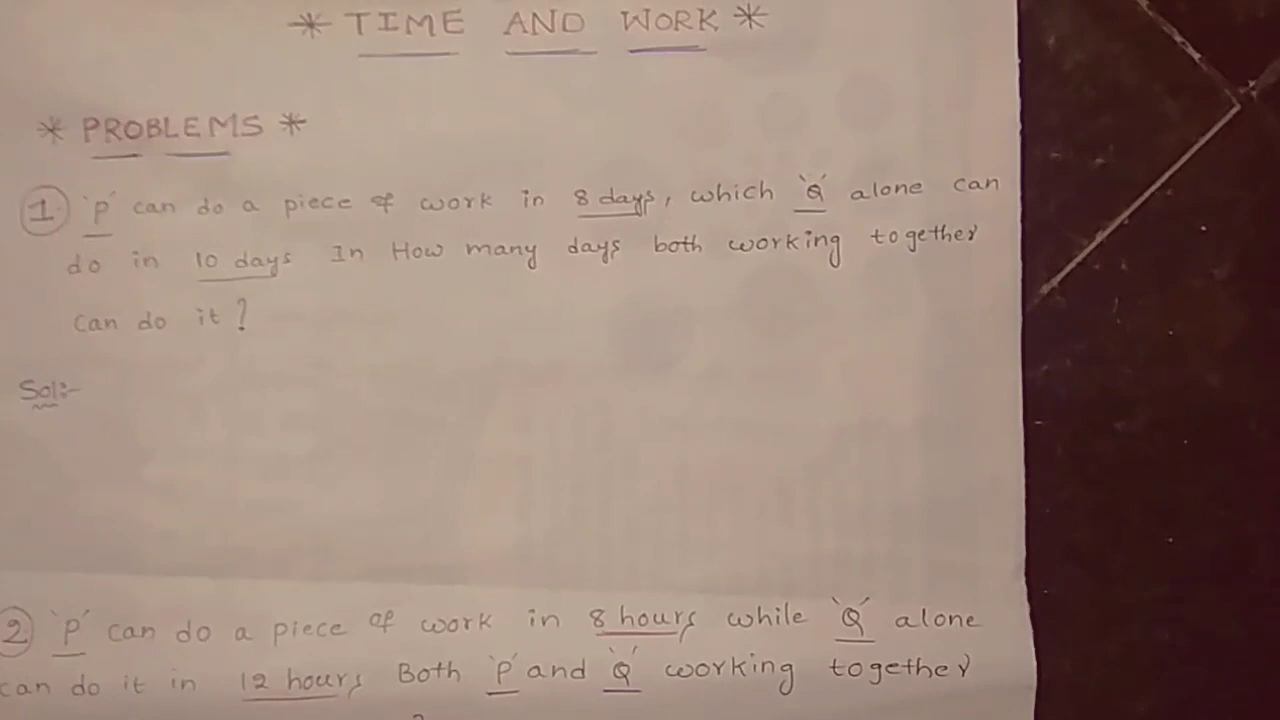 * TIME AND WORK *
* PROBLEMS *
1. 'P' can do a piece of work in 8 days, which 'Q' alone can
do in 10 days In How many days both working together
can do it?
Sol:-
2 'P' can do a piece of work in 8 hours while 'Q' alone
can do it in 12 hours Both 'P' and 'Q' working together